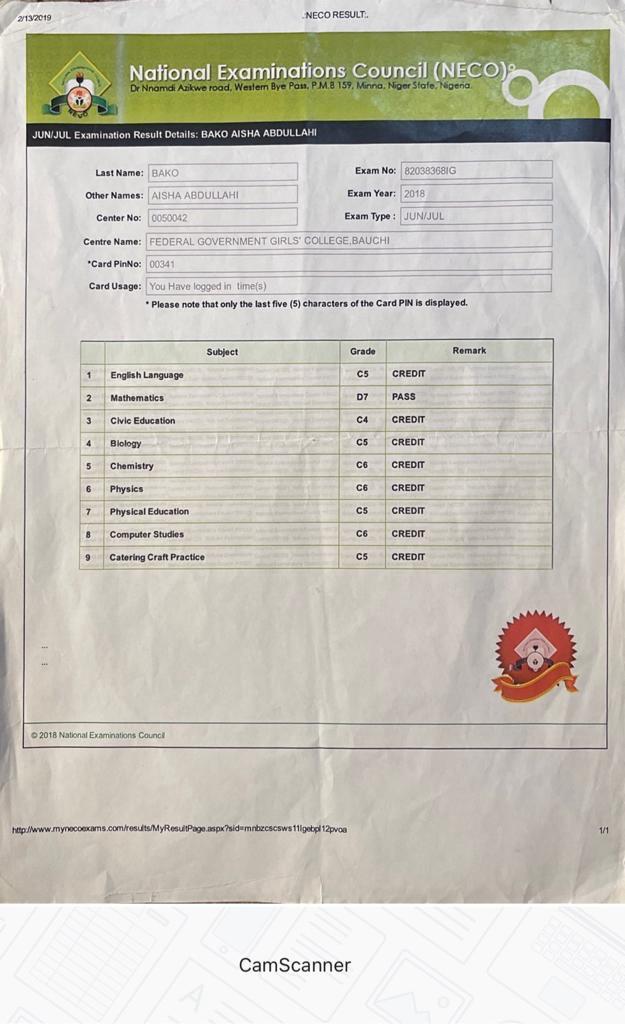 2/13/2019
.:NECO RESULT:.
National Examinations Council (NECO)
Dr Nnamdi Azikwe road, Western Bye Pass, P.M.B 159, Minna, Niger State, Nigeria.
NECO
JUN/JUL Examination Result Details: BAKO AISHA ABDULLAHI
Last Name: BAKO Exam No: 82038368IG
Other Names: AISHA ABDULLAHI Exam Year: 2018
Center No: 0050042 Exam Type : JUN/JUL
Centre Name: FEDERAL GOVERNMENT GIRLS' COLLEGE,BAUCHI
*Card PinNo: 00341
Card Usage: You Have logged in time(s)
* Please note that only the last five (5) characters of the Card PIN is displayed.
Subject Grade Remark
1 English Language C5 CREDIT
2 Mathematics D7 PASS
3 Civic Education C4 CREDIT
4 Biology C5 CREDIT
5 Chemistry C6 CREDIT
6 Physics C6 CREDIT
7 Physical Education C5 CREDIT
8 Computer Studies C6 CREDIT
9 Catering Craft Practice C5 CREDIT
...
...
© 2018 National Examinations Council
http://www.mynecoexams.com/results/MyResultPage.aspx?sid=mnbzcscsws11lgebpl12pvoa
1/1
CamScanner